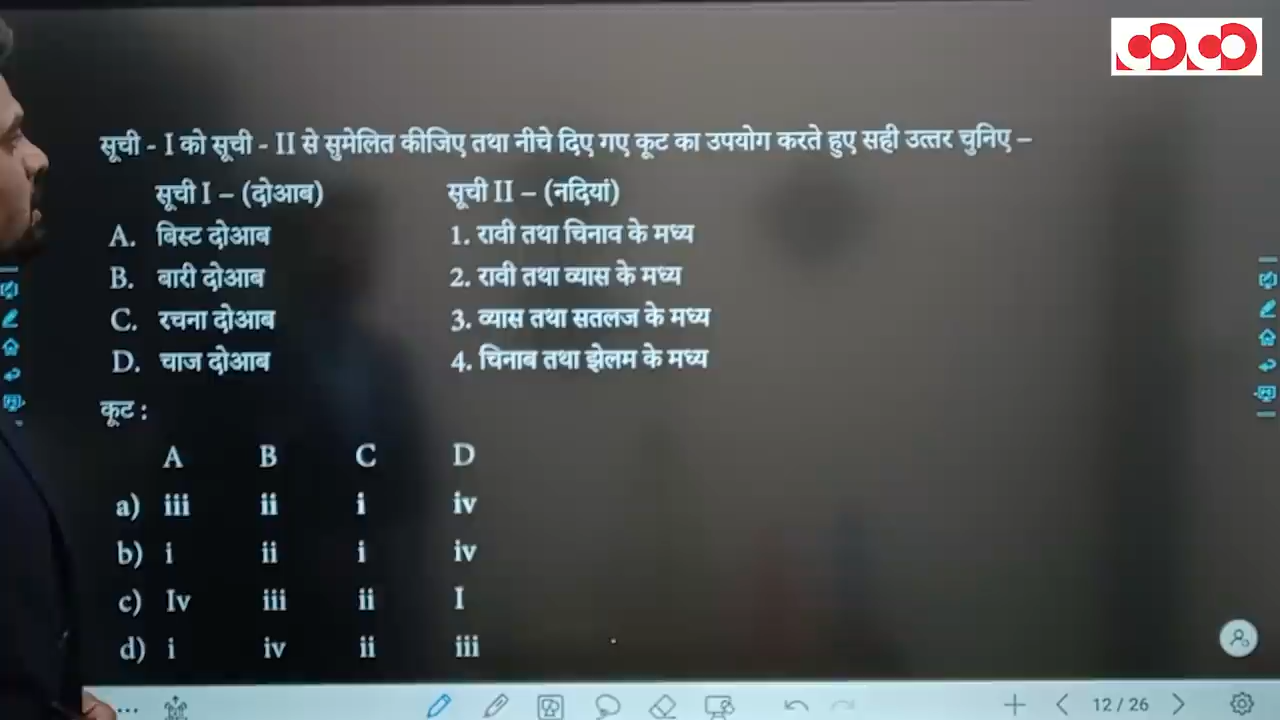 सूची - I को सूची - II से सुमेलित कीजिए तथा नीचे दिए गए कूट का उपयोग करते हुए सही उत्तर चुनिए –
सूची I – (दोआब) सूची II – (नदियां)
A. बिस्ट दोआब 1. रावी तथा चिनाव के मध्य
B. बारी दोआब 2. रावी तथा व्यास के मध्य
C. रचना दोआब 3. व्यास तथा सतलज के मध्य
D. चाज दोआब 4. चिनाब तथा झेलम के मध्य
कूट :
A B C D
a) iii ii i iv
b) i ii i iv
c) Iv iii ii I
d) i iv ii iii
12 / 26